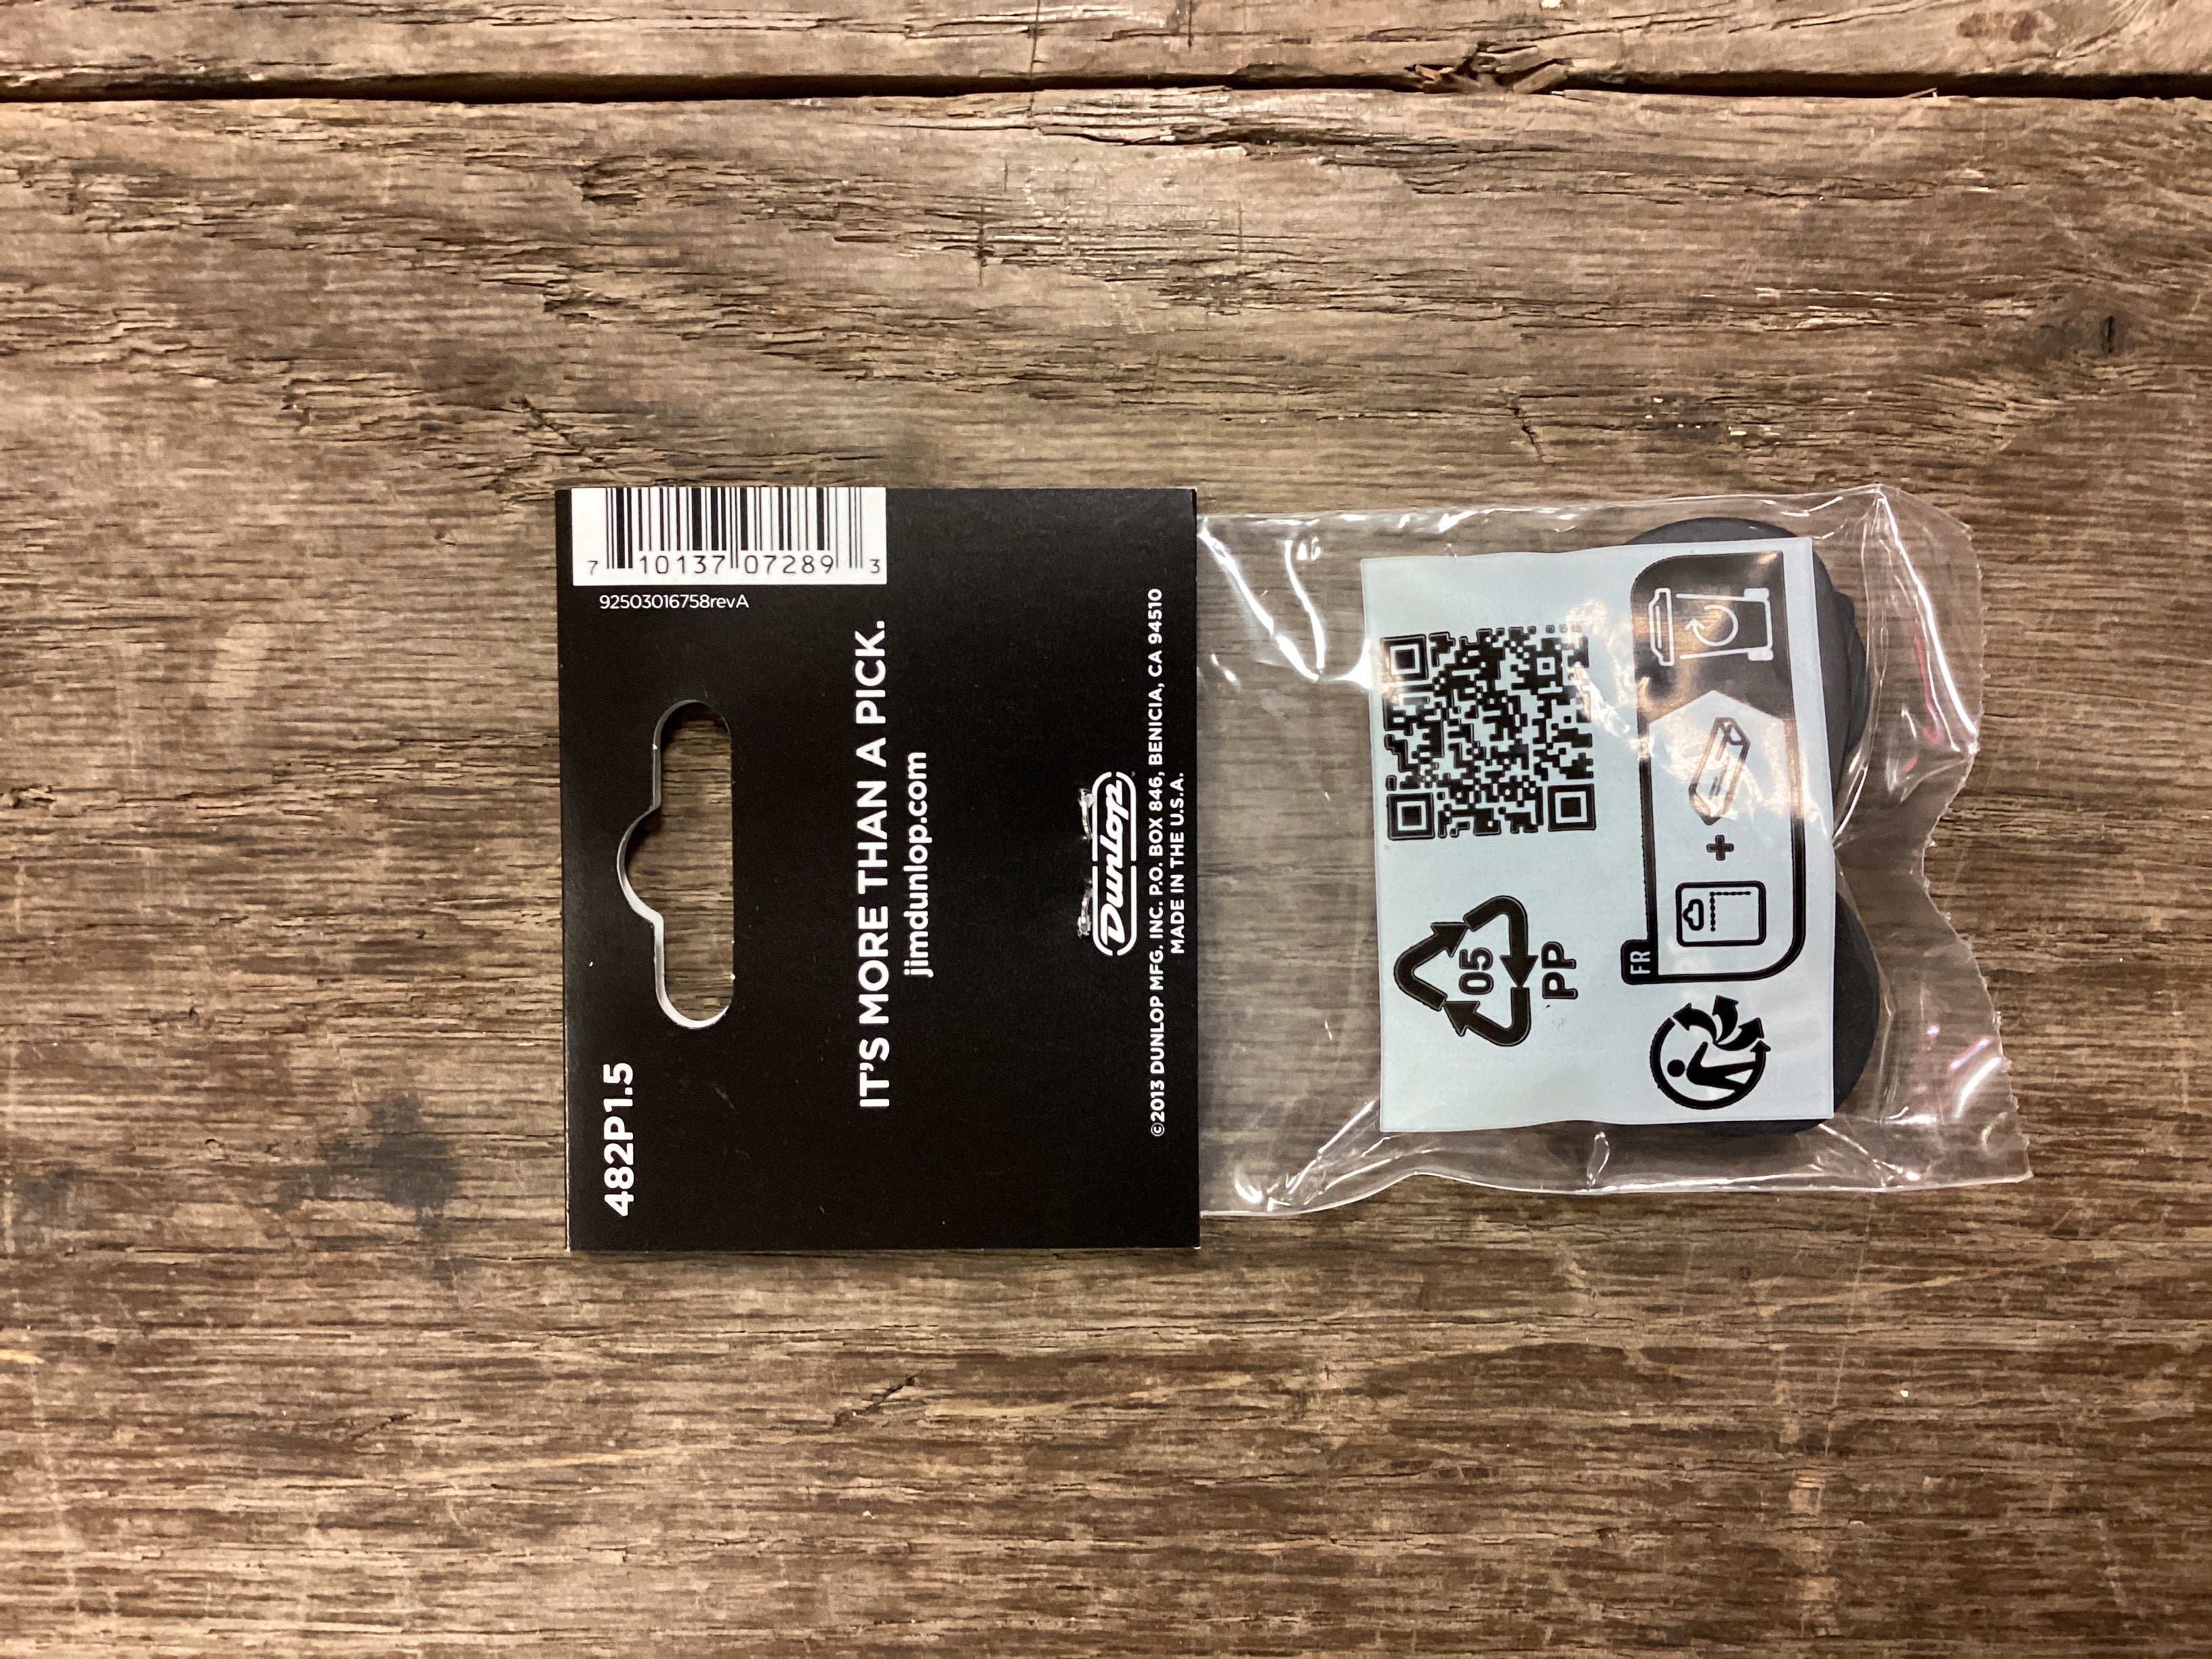 482P1.5
7 10137 07289 3
92503016758revA
IT'S MORE THAN A PICK.
jimdunlop.com
Dunlop
©2013 DUNLOP MFG. INC. P.O. BOX 846, BENICIA, CA 94510
MADE IN THE U.S.A.
05
PP
FR
+